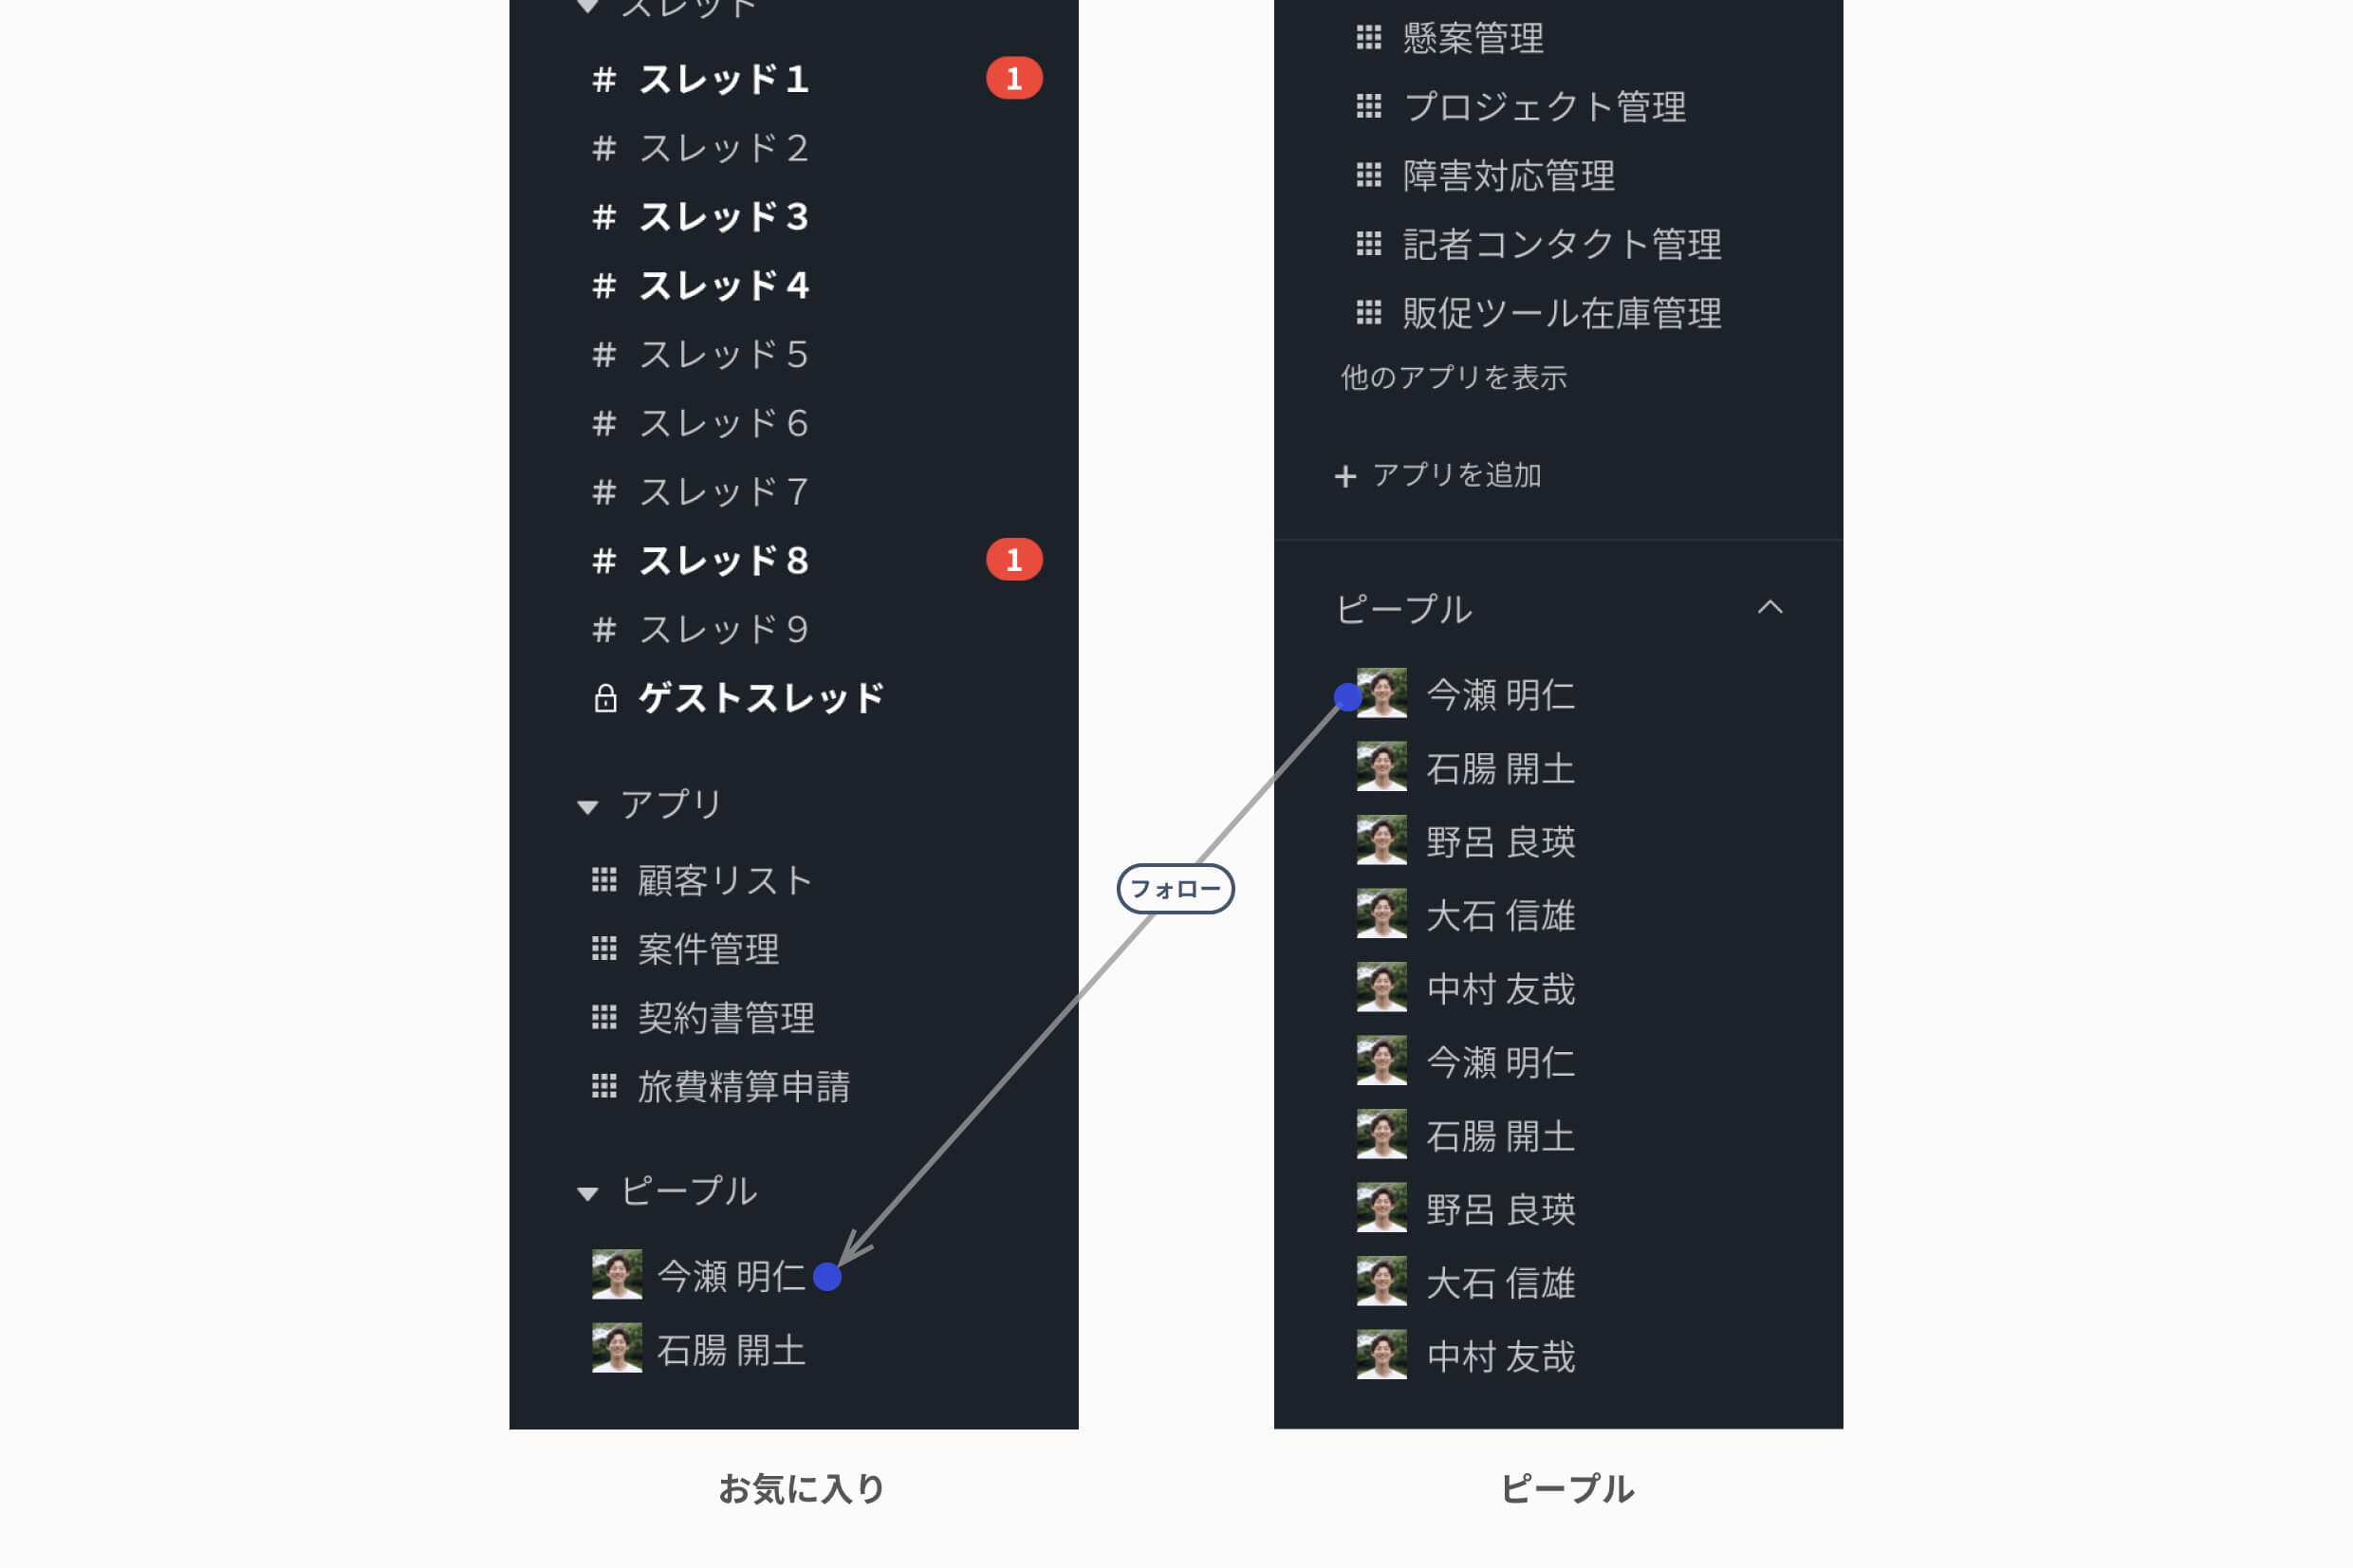 スレッド
# スレッド１ 1
# スレッド２
# スレッド３
# スレッド４
# スレッド５
# スレッド６
# スレッド７
# スレッド８ 1
# スレッド９
ゲストスレッド
アプリ
顧客リスト
案件管理
契約書管理
旅費精算申請
ピープル
今瀬 明仁
石腸 開土
お気に入り
フォロー
懸案管理
プロジェクト管理
障害対応管理
記者コンタクト管理
販促ツール在庫管理
他のアプリを表示
+ アプリを追加
ピープル
今瀬 明仁
石腸 開土
野呂 良瑛
大石 信雄
中村 友哉
今瀬 明仁
石腸 開土
野呂 良瑛
大石 信雄
中村 友哉
ピープル